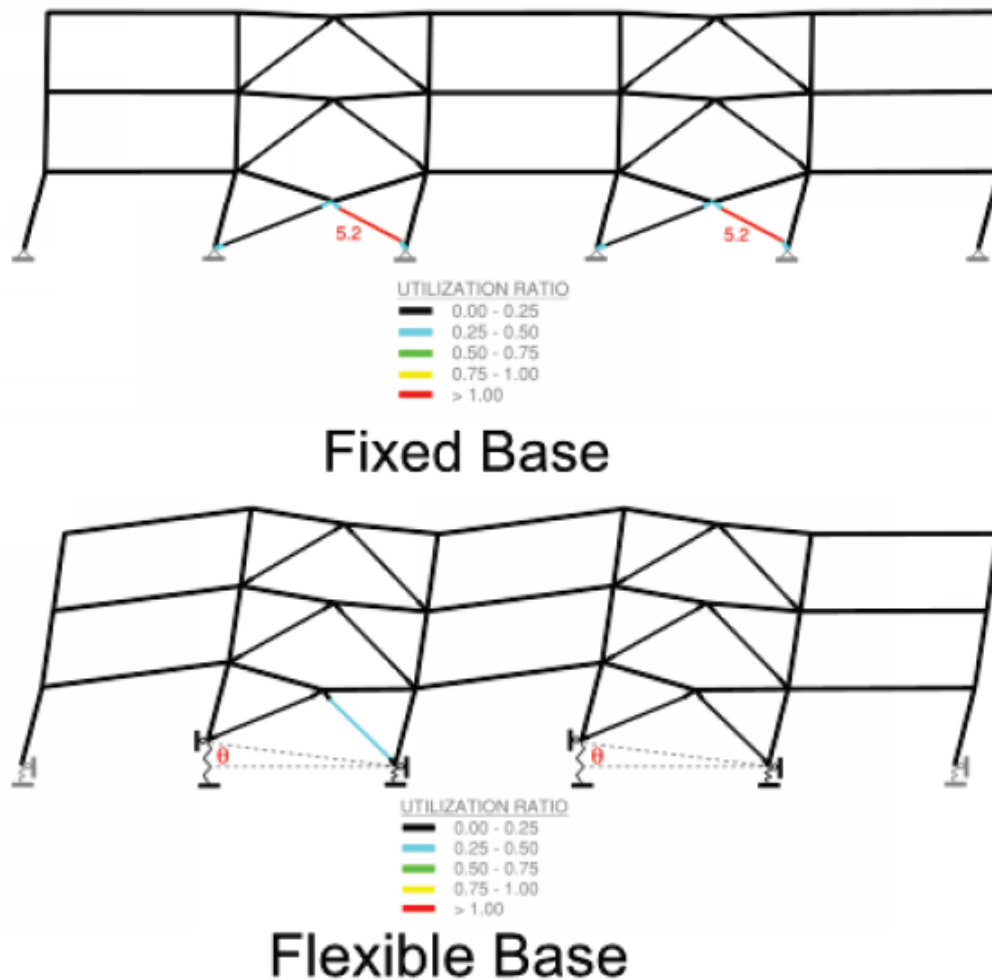 5.2
5.2
UTILIZATION RATIO
0.00 - 0.25
0.25 - 0.50
0.50 - 0.75
0.75 - 1.00
> 1.00
Fixed Base
θ
θ
UTILIZATION RATIO
0.00 - 0.25
0.25 - 0.50
0.50 - 0.75
0.75 - 1.00
> 1.00
Flexible Base